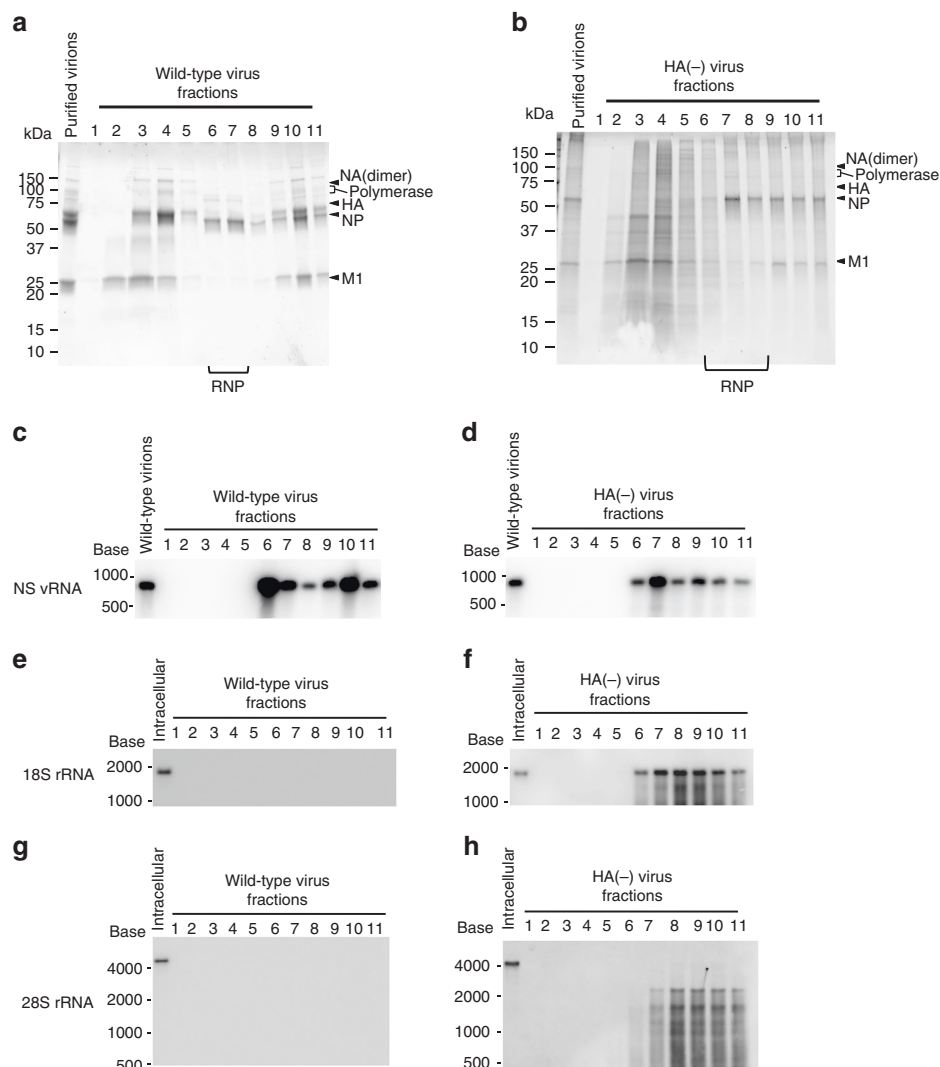 a
Purified virions
Wild-type virus
fractions
kDa
1 2 3 4 5 6 7 8 9 10 11
150
100
75
50
37
25
20
15
10
NA(dimer)
Polymerase
HA
NP
M1
RNP
b
Purified virions
HA(–) virus
fractions
kDa
1 2 3 4 5 6 7 8 9 10 11
150
100
75
50
37
25
20
15
10
NA(dimer)
Polymerase
HA
NP
M1
RNP
c
Wild-type virions
Wild-type virus
fractions
Base
1 2 3 4 5 6 7 8 9 10 11
NS vRNA
1000
500
d
Wild-type virions
HA(–) virus
fractions
Base
1 2 3 4 5 6 7 8 9 10 11
1000
500
e
Intracellular
Wild-type virus
fractions
Base
1 2 3 4 5 6 7 8 9 10 11
18S rRNA
2000
1000
f
Intracellular
HA(–) virus
fractions
Base
1 2 3 4 5 6 7 8 9 10 11
2000
1000
g
Intracellular
Wild-type virus
fractions
Base
1 2 3 4 5 6 7 8 9 10 11
28S rRNA
4000
2000
1000
500
h
Intracellular
HA(–) virus
fractions
Base
1 2 3 4 5 6 7 8 9 10 11
4000
2000
1000
500